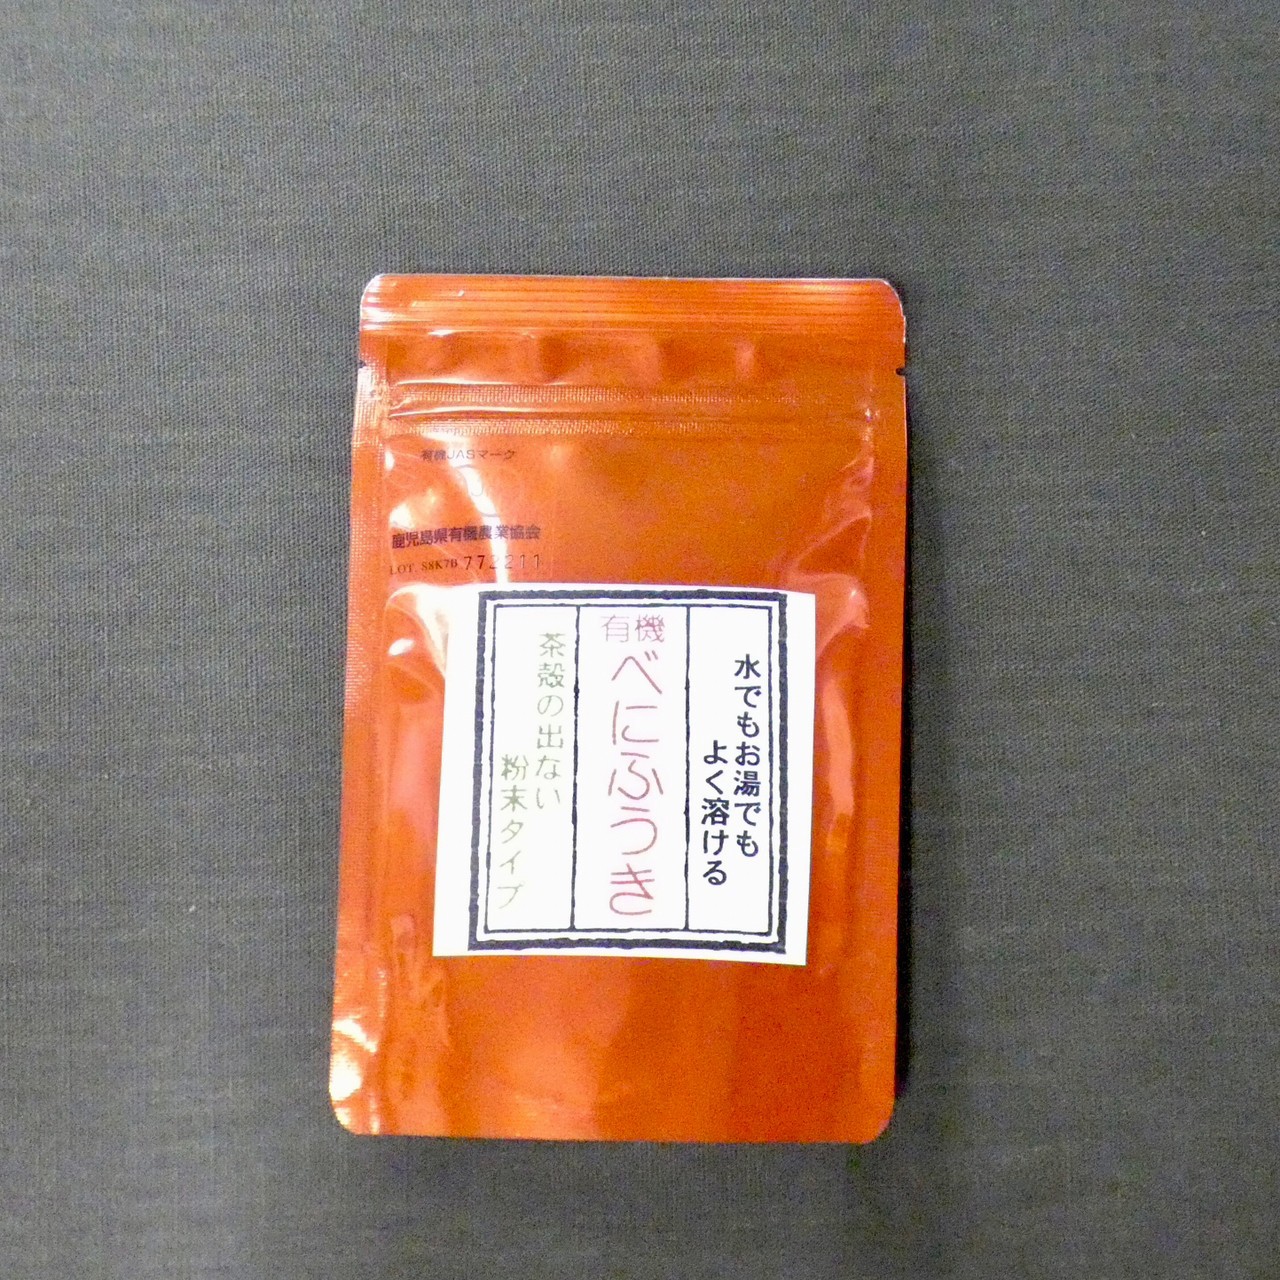 有機JASマーク
鹿児島県有機農業協会
LOT. S8K7B 773211
水でもお湯でも
よく溶ける
有機
べにふうき
茶殻の出ない
粉末タイプ